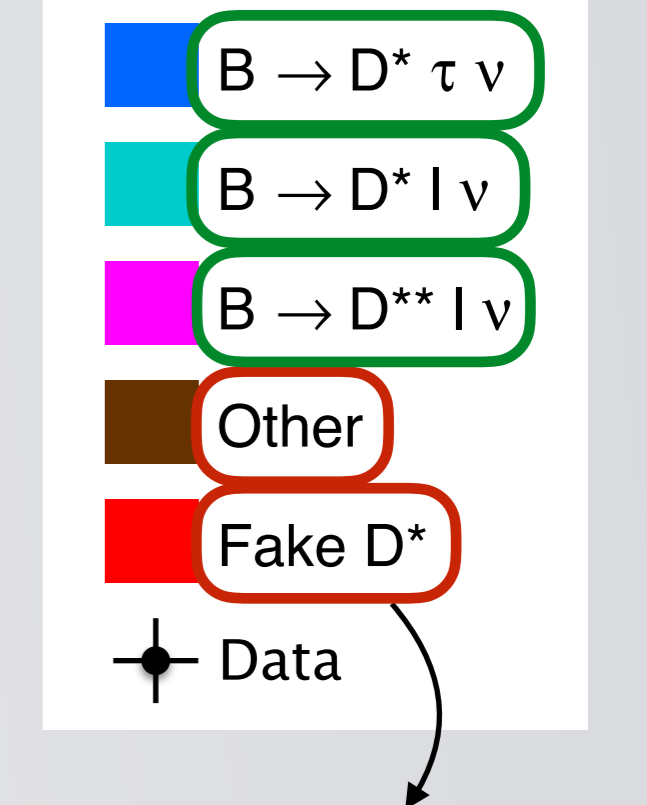 B → D* τ ν
B → D* l ν
B → D** l ν
Other
Fake D*
Data